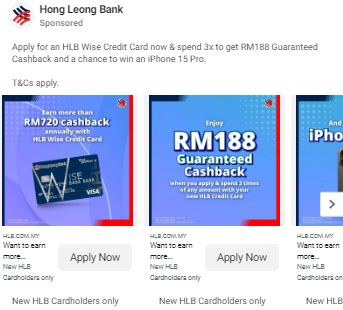 Hong Leong Bank
Sponsored
Apply for an HLB Wise Credit Card now & spend 3x to get RM188 Guaranteed
Cashback and a chance to win an iPhone 15 Pro.
T&Cs apply.
Earn more than
RM720 cashback
annually with
HLB Wise Credit Card
WISE
VISA
HLB.COM.MY
Want to earn
more...
New HLB
Cardholders only
Apply Now
New HLB Cardholders only
Enjoy
RM188
Guaranteed
Cashback
when you apply & spend 3 times
of any amount with your
new HLB Credit Card
HLB.COM.MY
Want to earn
more...
New HLB
Cardholders only
Apply Now
New HLB Cardholders only
And
iPho
HLB.COM.MY
Want to earn
more...
New HLB
Cardholders on
New HLB